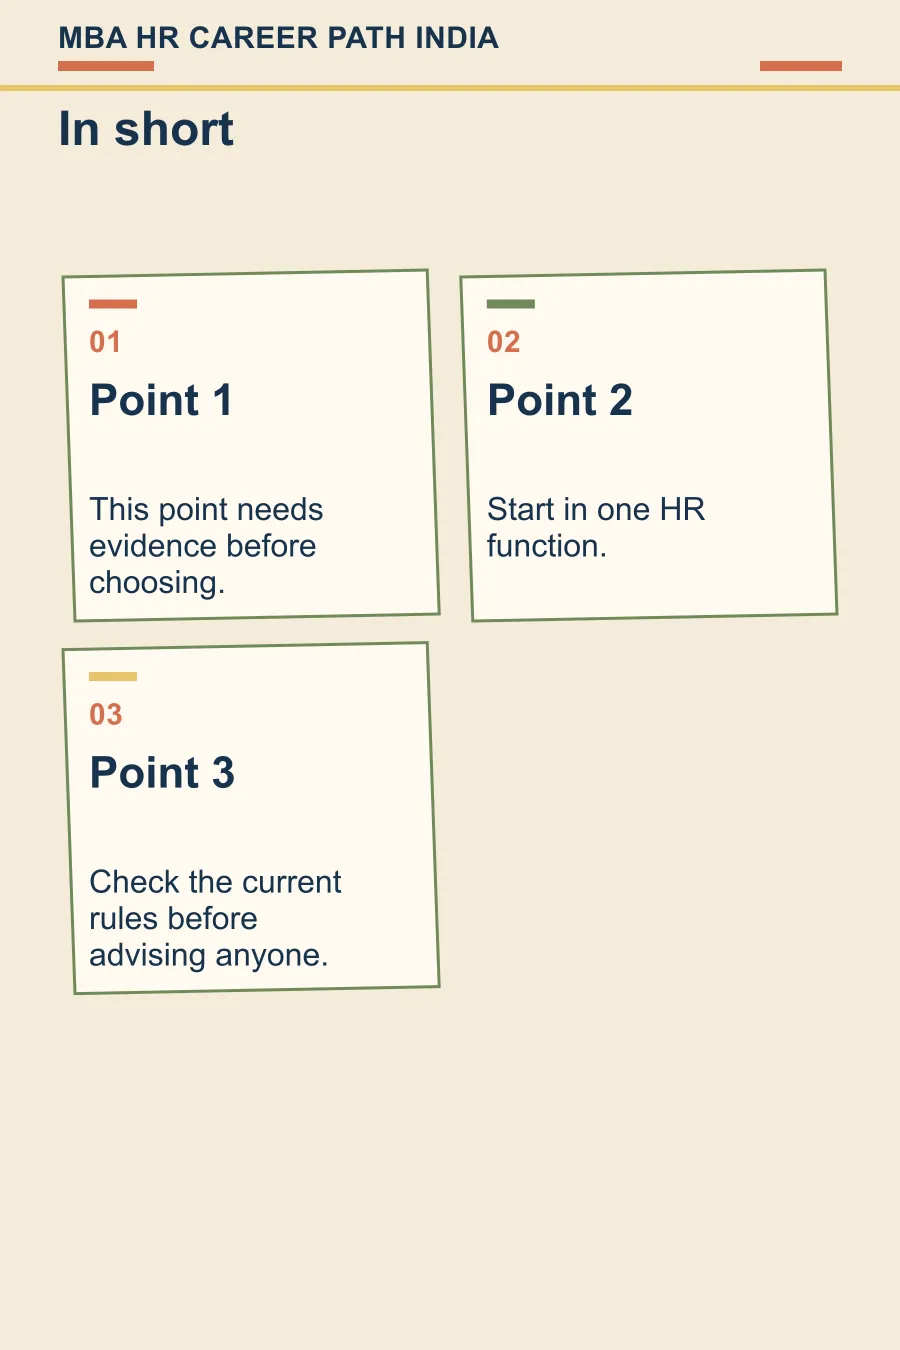 MBA HR CAREER PATH INDIA
In short
01
Point 1
This point needs
evidence before
choosing.
02
Point 2
Start in one HR
function.
03
Point 3
Check the current
rules before
advising anyone.